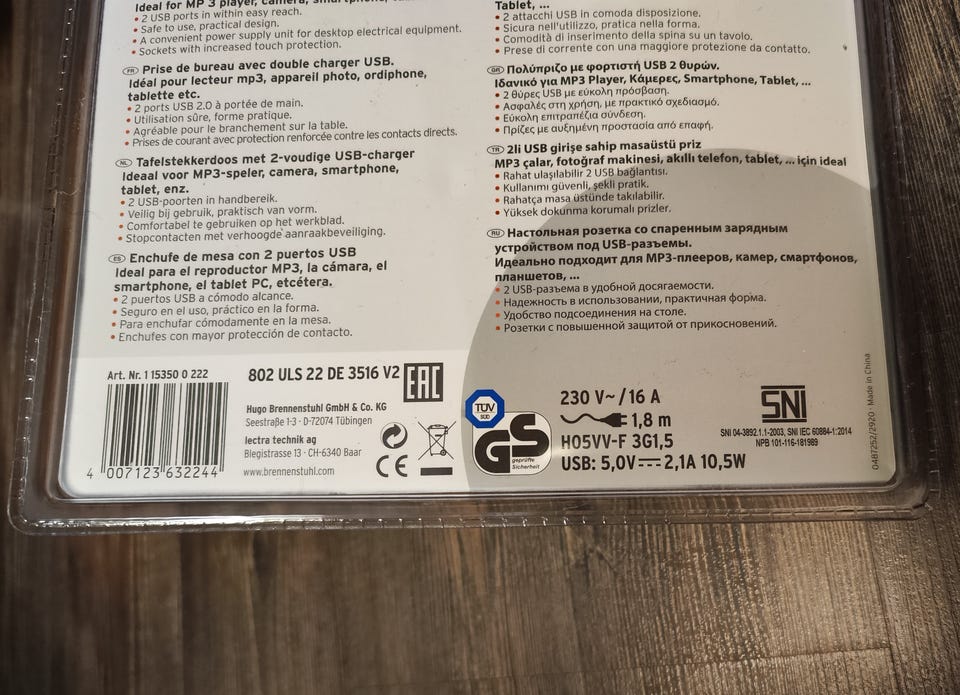 Ideal for MP 3 player, camera, smartphone,
• 2 USB ports in within easy reach.
• Safe to use, practical design.
• A convenient power supply unit for desktop electrical equipment.
• Sockets with increased touch protection.
FR Prise de bureau avec double charger USB.
Idéal pour lecteur mp3, appareil photo, ordiphone,
tablette etc.
• 2 ports USB 2.0 à portée de main.
• Utilisation sûre, forme pratique.
• Agréable pour le branchement sur la table.
• Prises de courant avec protection renforcée contre les contacts directs.
NL Tafelstekkerdoos met 2-voudige USB-charger
Ideaal voor MP3-speler, camera, smartphone,
tablet, enz.
• 2 USB-poorten in handbereik.
• Veilig bij gebruik, praktisch van vorm.
• Comfortabel te gebruiken op het werkblad.
• Stopcontacten met verhoogde aanraakbeveiliging.
ES Enchufe de mesa con 2 puertos USB
Ideal para el reproductor MP3, la cámara, el
smartphone, el tablet PC, etcétera.
• 2 puertos USB a cómodo alcance.
• Seguro en el uso, práctico en la forma.
• Para enchufar cómodamente en la mesa.
• Enchufes con mayor protección de contacto.
Tablet, ...
• 2 attacchi USB in comoda disposizione.
• Sicura nell'utilizzo, pratica nella forma.
• Comodità di inserimento della spina su un tavolo.
• Prese di corrente con una maggiore protezione da contatto.
GR Πολύπριζο με φορτιστή USB 2 θυρών.
Ιδανικό για MP3 Player, Κάμερες, Smartphone, Tablet, ...
• 2 θύρες USB με εύκολη πρόσβαση.
• Ασφαλές στη χρήση, με πρακτικό σχεδιασμό.
• Εύκολη επιτραπέζια σύνδεση.
• Πρίζες με αυξημένη προστασία από επαφή.
TR 2li USB girişe sahip masaüstü priz
MP3 çalar, fotoğraf makinesi, akıllı telefon, tablet, ... için ideal
• Rahat ulaşılabilir 2 USB bağlantısı.
• Kullanımı güvenli, şekli pratik.
• Rahatça masa üstünde takılabilir.
• Yüksek dokunma korumalı prizler.
RU Настольная розетка со спаренным зарядным
устройством под USB-разъемы.
Идеально подходит для MP3-плееров, камер, смартфонов,
планшетов, ...
• 2 USB-разъема в удобной досягаемости.
• Надежность в использовании, практичная форма.
• Удобство подсоединения на столе.
• Розетки с повышенной защитой от прикосновений.
Art. Nr. 1 15350 0 222
4 007123 632244
802 ULS 22 DE 3516 V2
EAC
Hugo Brennenstuhl GmbH & Co. KG
Seestraße 1-3 · D-72074 Tübingen
lectra technik ag
Blegistrasse 13 · CH-6340 Baar
www.brennenstuhl.com
CE
TÜV
SÜD
GS
geprüfte
Sicherheit
230 V~ / 16 A
1,8 m
H05VV-F 3G1,5
USB: 5,0V 2,1A 10,5W
SNI
SNI 04-3892.1.1-2003, SNI IEC 60884-1:2014
NPB 101-116-181989
0487252/2920 · Made in China